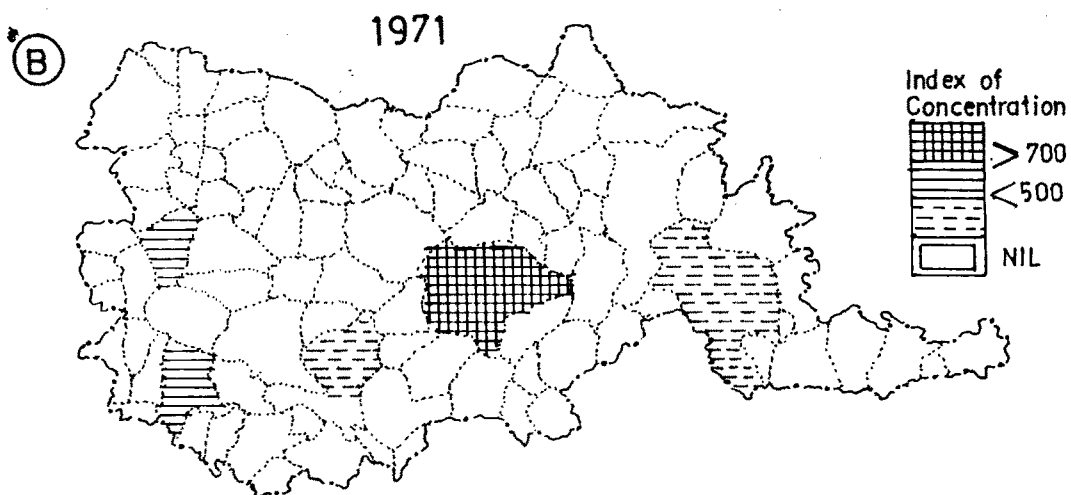 B
1971
Index of
Concentration
> 700
< 500
NIL